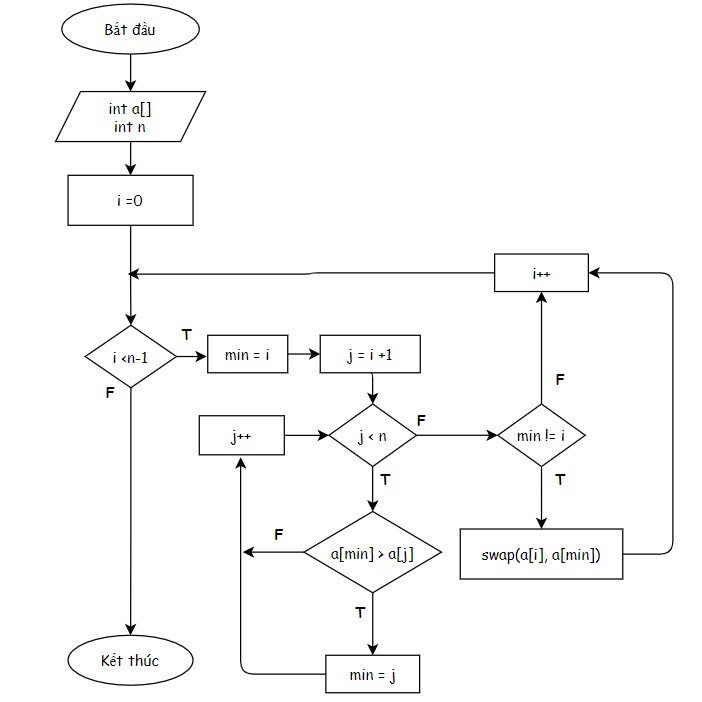 Bắt đầu
int a[]
int n
i =0
i++
i <n-1
T
F
min = i
j = i +1
j++
j < n
F
T
min != i
F
T
a[min] > a[j]
F
T
swap(a[i], a[min])
min = j
Kết thúc